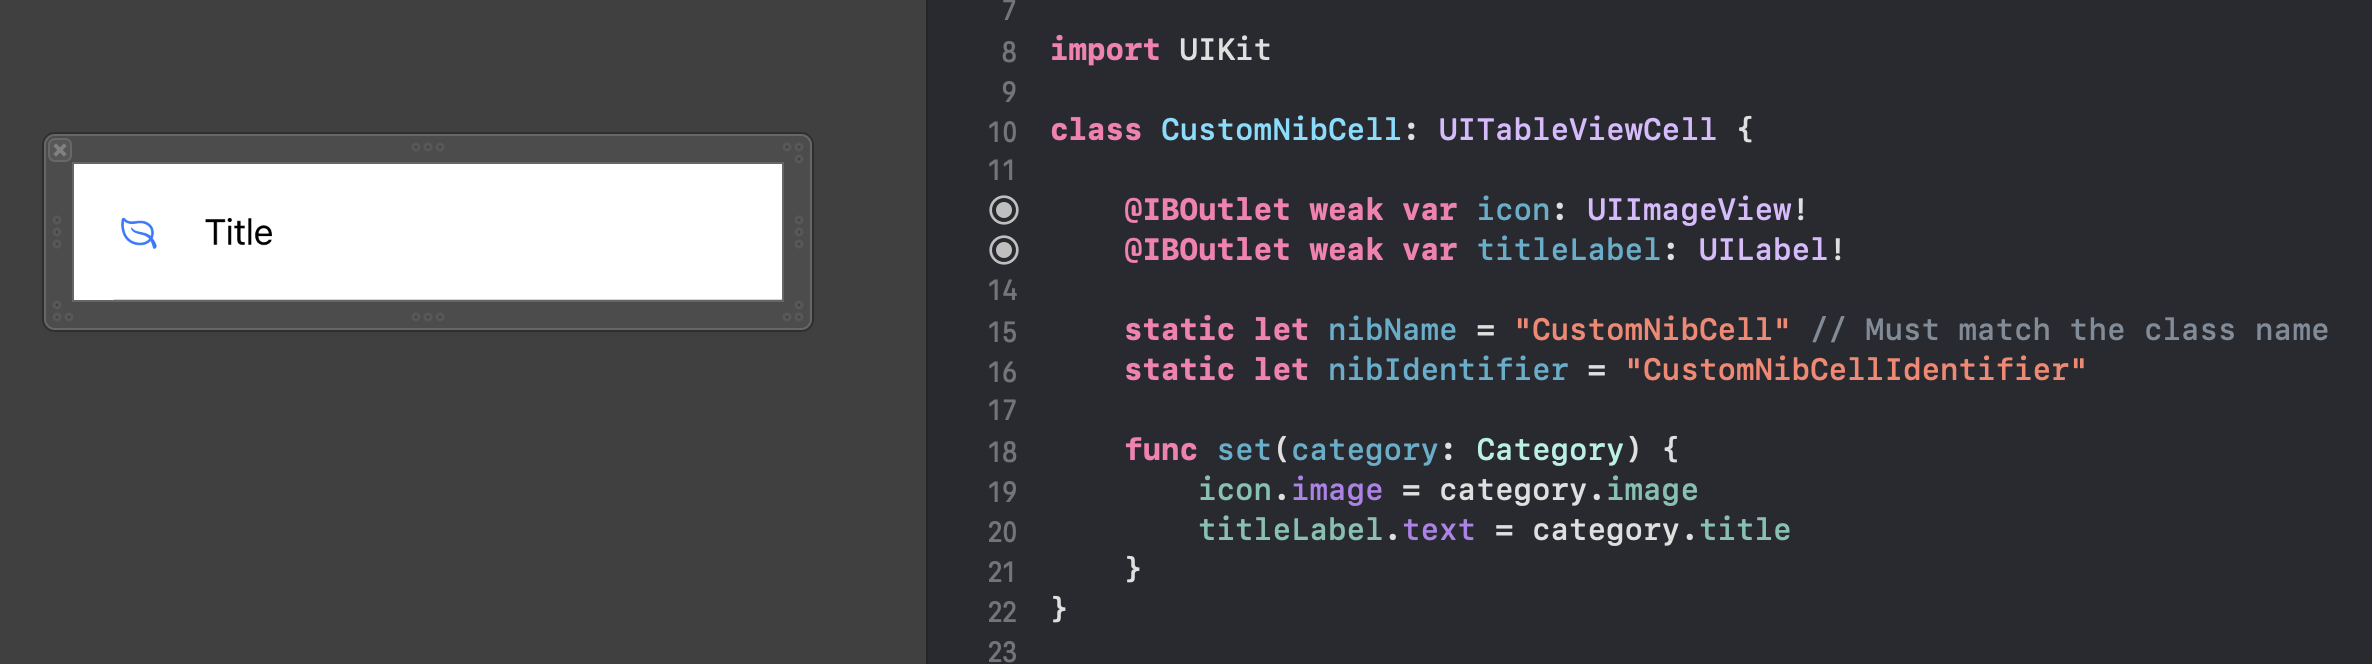 Title
7
8 import UIKit
9
10 class CustomNibCell: UITableViewCell {
11
@IBOutlet weak var icon: UIImageView!
@IBOutlet weak var titleLabel: UILabel!
14
15 static let nibName = "CustomNibCell" // Must match the class name
16 static let nibIdentifier = "CustomNibCellIdentifier"
17
18 func set(category: Category) {
19 icon.image = category.image
20 titleLabel.text = category.title
21 }
22 }
23